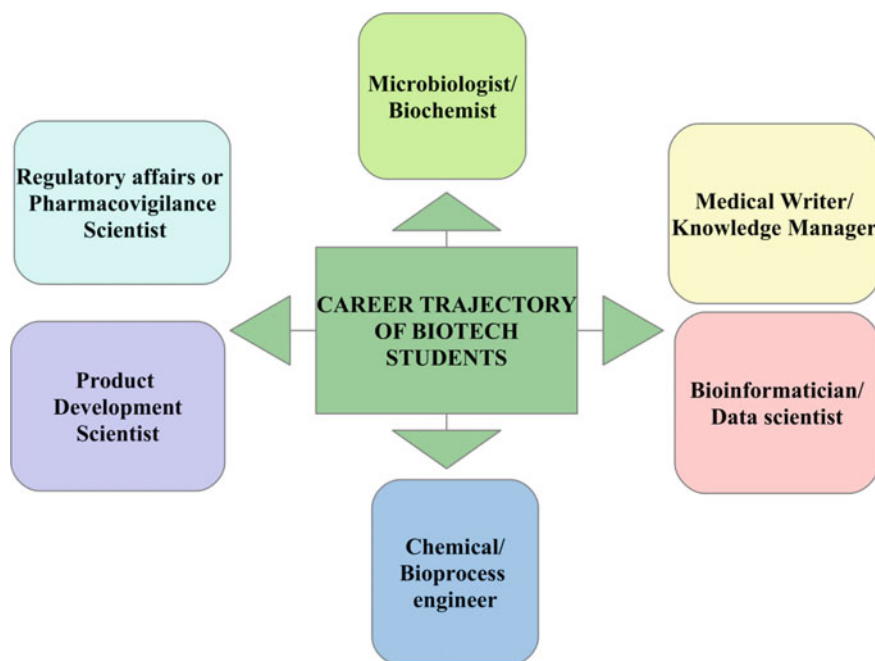 Microbiologist/
Biochemist
Regulatory affairs or
Pharmacovigilance
Scientist
Medical Writer/
Knowledge Manager
CAREER TRAJECTORY
OF BIOTECH
STUDENTS
Product
Development
Scientist
Bioinformatician/
Data scientist
Chemical/
Bioprocess
engineer